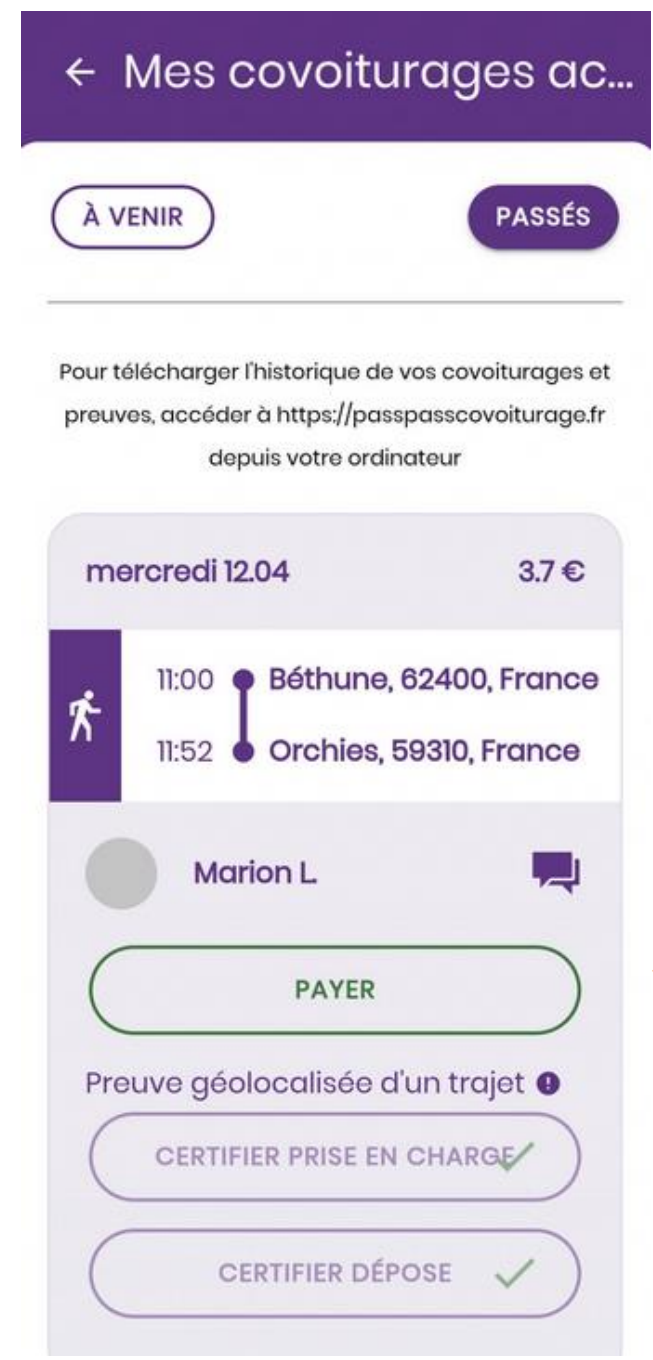 Mes covoiturages ac...
À VENIR
PASSÉS
Pour télécharger l'historique de vos covoiturages et
preuves, accéder à https://passpasscovoiturage.fr
depuis votre ordinateur
mercredi 12.04 3.7 €
11:00 Béthune, 62400, France
11:52 Orchies, 59310, France
Marion L.
PAYER
Preuve géolocalisée d'un trajet
CERTIFIER PRISE EN CHARGE
CERTIFIER DÉPOSE